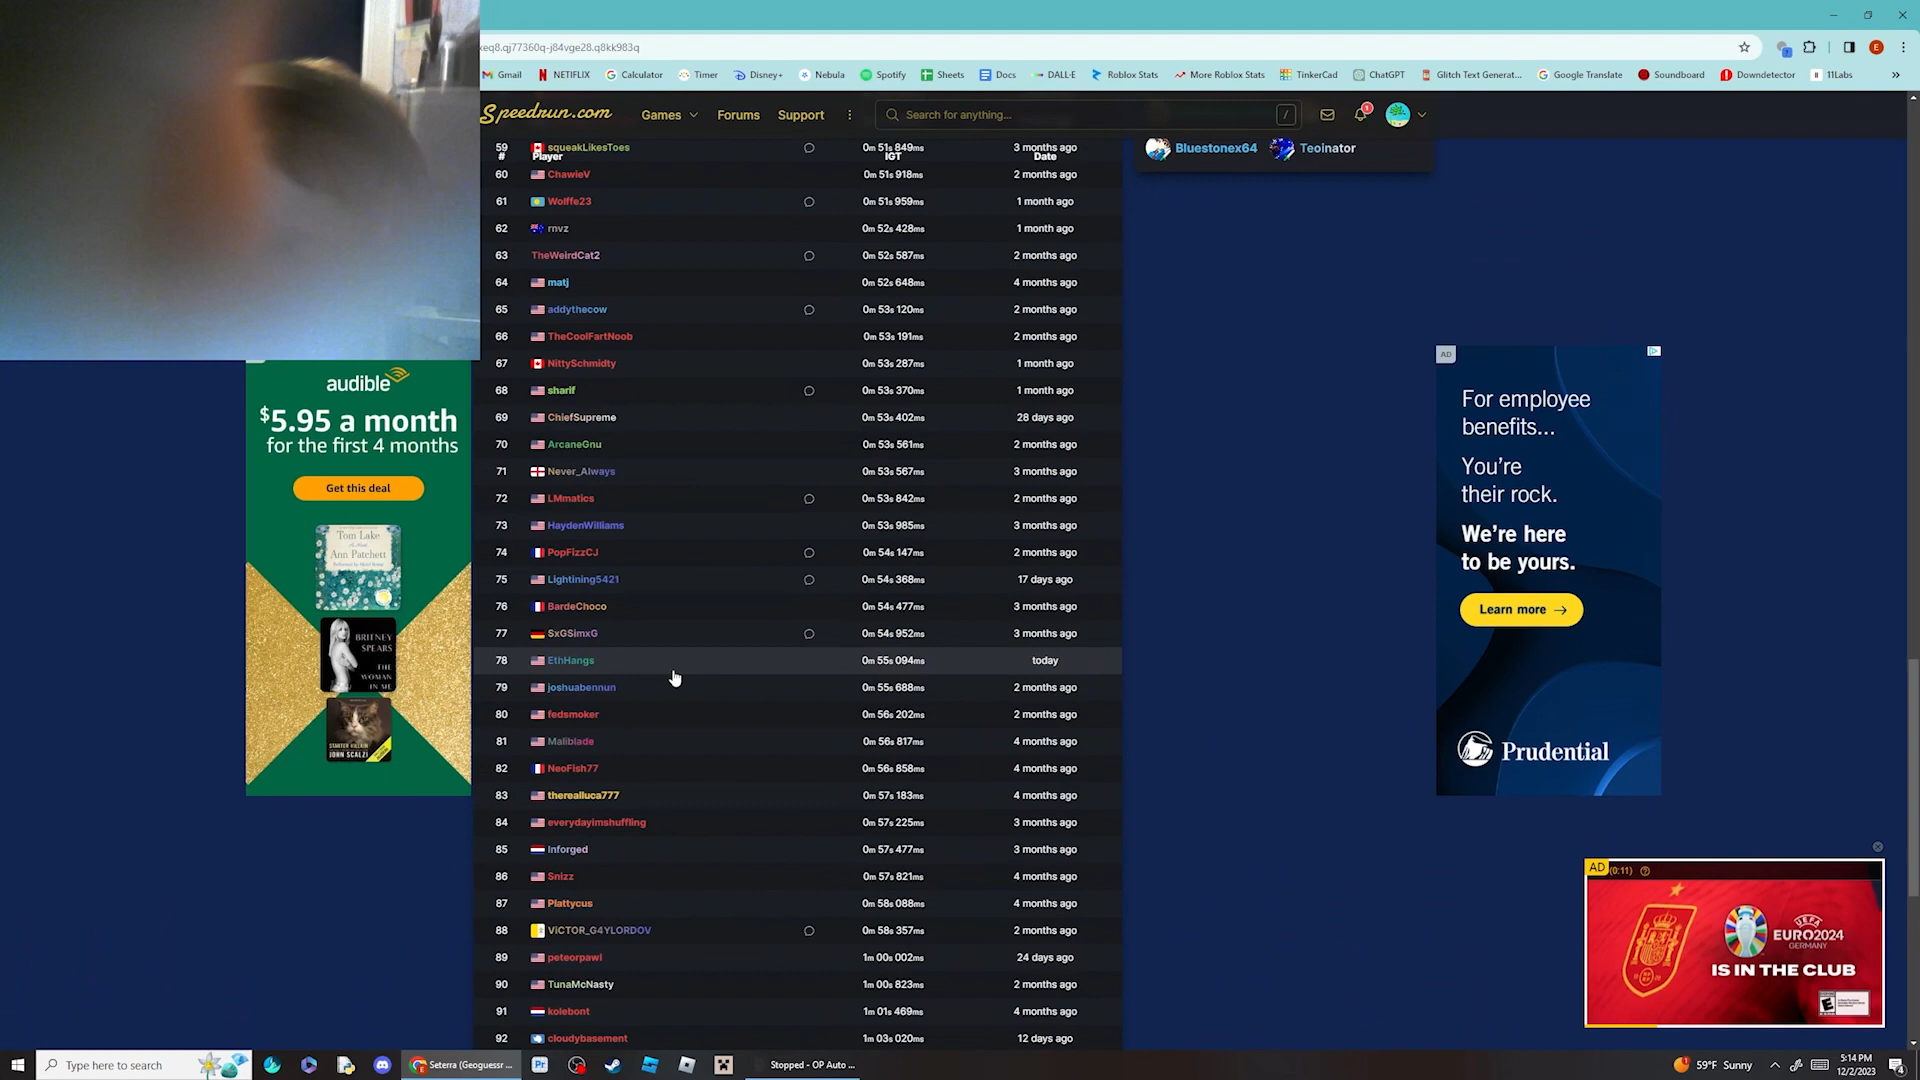 xeq8.qj77360q-j84vge28.q8kk983q
Gmail NETIFLIX Calculator Timer Disney+ Nebula Spotify Sheets Docs DALL-E Roblox Stats More Roblox Stats TinkerCad ChatGPT Glitch Text Generat... Google Translate Soundboard Downdetector 11Labs »
Speedrun.com Games Forums Support Search for anything... / 1
# Player IGT Date
59 squeakLikesToes 0m 51s 849ms 3 months ago
60 ChawieV 0m 51s 918ms 2 months ago
61 Wolffe23 0m 51s 959ms 1 month ago
62 rnvz 0m 52s 428ms 1 month ago
63 TheWeirdCat2 0m 52s 587ms 2 months ago
64 matj 0m 52s 648ms 4 months ago
65 addythecow 0m 53s 120ms 2 months ago
66 TheCoolFartNoob 0m 53s 191ms 2 months ago
67 NittySchmidty 0m 53s 287ms 1 month ago
68 sharif 0m 53s 370ms 1 month ago
69 ChiefSupreme 0m 53s 402ms 28 days ago
70 ArcaneGnu 0m 53s 561ms 2 months ago
71 Never_Always 0m 53s 567ms 3 months ago
72 LMmatics 0m 53s 842ms 2 months ago
73 HaydenWilliams 0m 53s 985ms 3 months ago
74 PopFizzCJ 0m 54s 147ms 2 months ago
75 Lightining5421 0m 54s 368ms 17 days ago
76 BardeChoco 0m 54s 477ms 3 months ago
77 SxGSimxG 0m 54s 952ms 3 months ago
78 EthHangs 0m 55s 094ms today
79 joshuabennun 0m 55s 688ms 2 months ago
80 fedsmoker 0m 56s 202ms 2 months ago
81 Maliblade 0m 56s 817ms 4 months ago
82 NeoFish77 0m 56s 858ms 4 months ago
83 therealluca777 0m 57s 183ms 4 months ago
84 everydayimshuffling 0m 57s 225ms 3 months ago
85 Inforged 0m 57s 477ms 3 months ago
86 Snizz 0m 57s 821ms 4 months ago
87 Plattycus 0m 58s 088ms 4 months ago
88 ViCTOR_G4YLORDOV 0m 58s 357ms 2 months ago
89 peteorpawl 1m 00s 002ms 24 days ago
90 TunaMcNasty 1m 00s 823ms 2 months ago
91 kolebont 1m 01s 469ms 4 months ago
92 cloudybasement 1m 03s 020ms 12 days ago
Bluestonex64 Teoinator
audible
$5.95 a month
for the first 4 months
Get this deal
Tom Lake
Ann Patchett
BRITNEY
SPEARS
THE
WOMAN
IN ME
STARTER VILLAIN
JOHN SCALZI
AD
For employee
benefits...
You're
their rock.
We're here
to be yours.
Learn more →
Prudential
AD (0:11)
UEFA
EURO2024
GERMANY
IS IN THE CLUB
E
Type here to search
Seterra (Geoguessr ...
Stopped - OP Auto ...
59°F Sunny
5:14 PM
12/2/2023
4